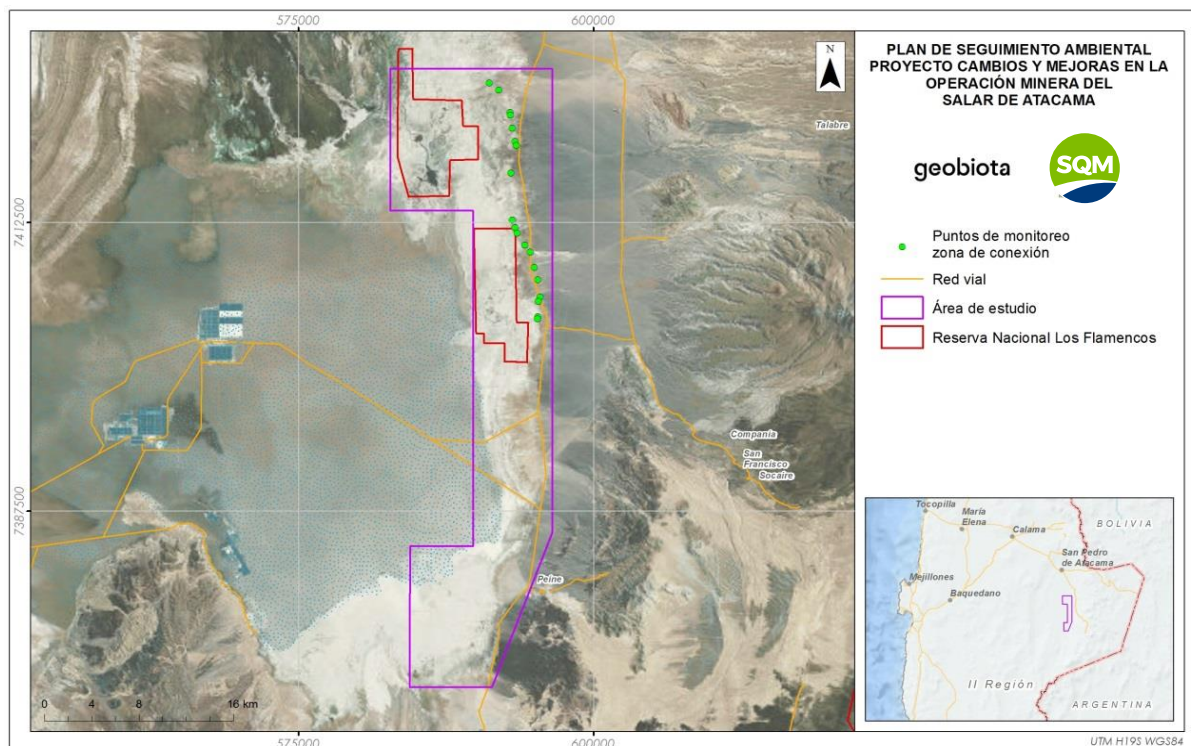 575000
600000
7412500
7387500
N
Talabre
Compania
San
Francisco
Socaire
Peine
0
4
8
16 km
575000
600000
PLAN DE SEGUIMIENTO AMBIENTAL
PROYECTO CAMBIOS Y MEJORAS EN LA
OPERACIÓN MINERA DEL
SALAR DE ATACAMA
geobiota
SQM
Puntos de monitoreo
zona de conexión
Red vial
Área de estudio
Reserva Nacional Los Flamencos
Tocopilla
María
Elena
Calama
BOLIVIA
San Pedro
de Atacama
Mejillones
Baquedano
II Región
ARGENTINA
UTM H19S WGS84